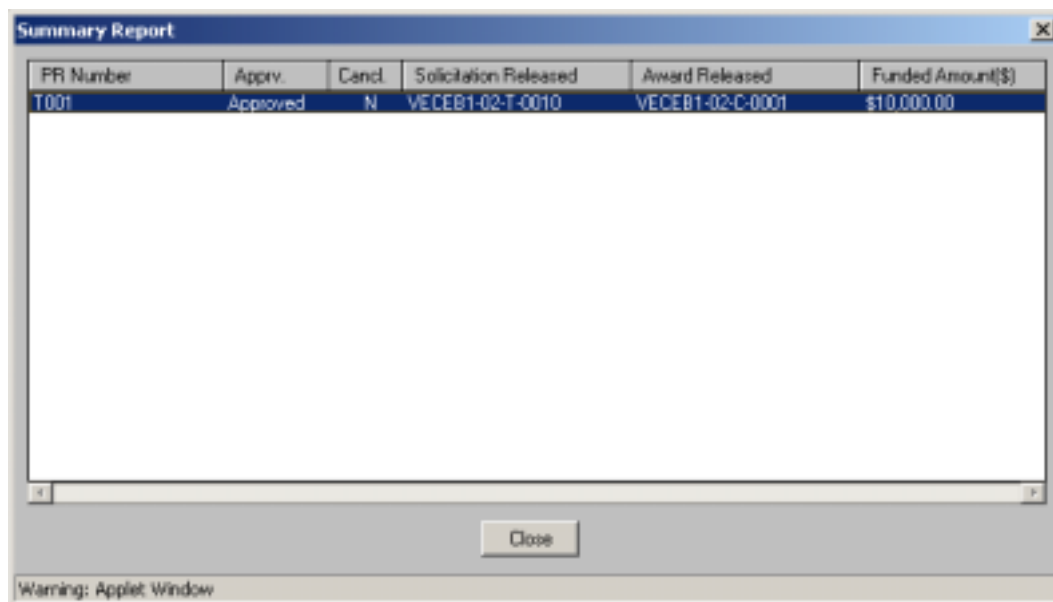 Summary Report
PR Number Apprv. Cancl. Solicitation Released Award Released Funded Amount($)
T001 Approved N VECEB1-02-T-0010 VECEB1-02-C-0001 $10,000.00
Close
Warning: Applet Window